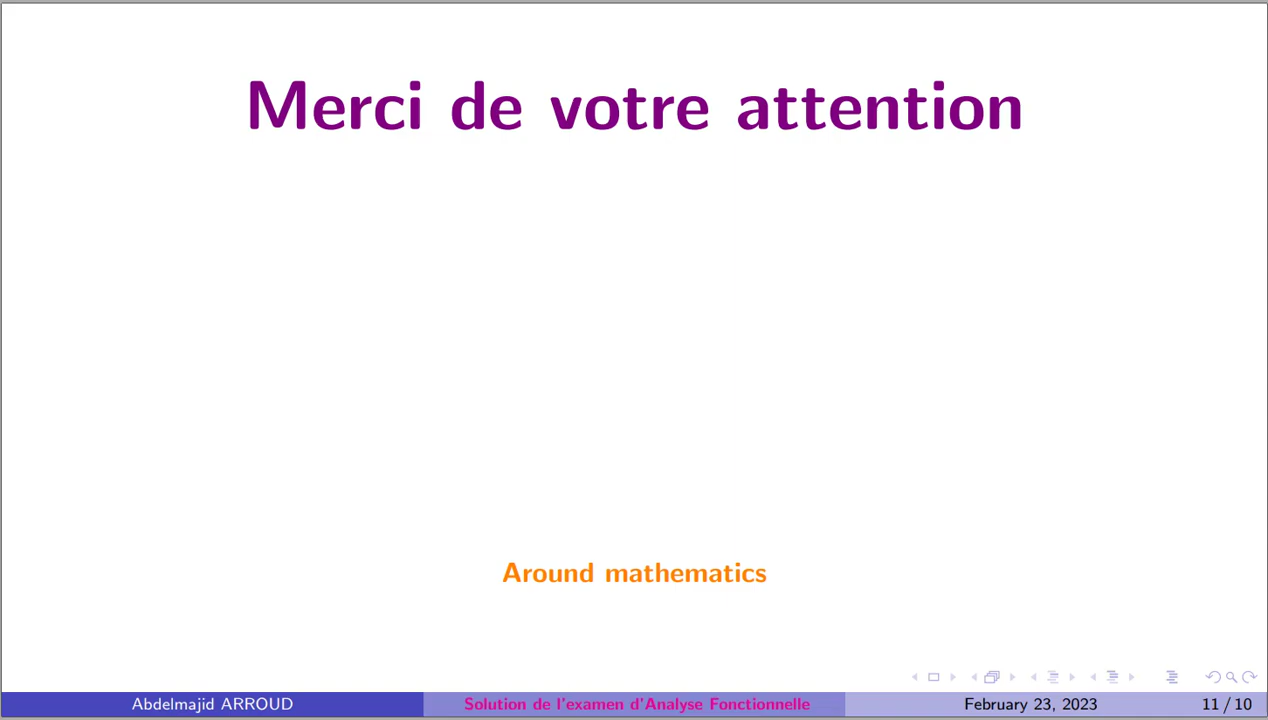 Merci de votre attention
Around mathematics
Abdelmajid ARROUD
Solution de l'examen d'Analyse Fonctionnelle
February 23, 2023
11 / 10